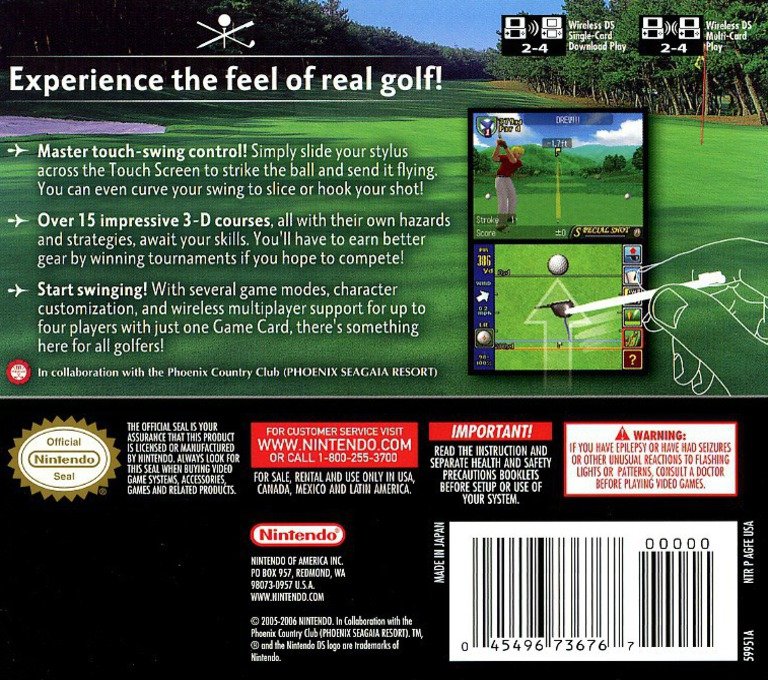 Wireless DS
Single-Card
Download Play
2-4
Wireless DS
Multi-Card
Play
2-4
Experience the feel of real golf!
Master touch-swing control! Simply slide your stylus
across the Touch Screen to strike the ball and send it flying.
You can even curve your swing to slice or hook your shot!
Over 15 impressive 3-D courses, all with their own hazards
and strategies, await your skills. You'll have to earn better
gear by winning tournaments if you hope to compete!
Start swinging! With several game modes, character
customization, and wireless multiplayer support for up to
four players with just one Game Card, there's something
here for all golfers!
In collaboration with the Phoenix Country Club (PHOENIX SEAGAIA RESORT)
Par 4
-1.7ft
Stroke
Score ±0
SPECIAL SHOT
386
Yd
WIND
?
Official
Nintendo
Seal
THE OFFICIAL SEAL IS YOUR
ASSURANCE THAT THIS PRODUCT
IS LICENSED OR MANUFACTURED
BY NINTENDO. ALWAYS LOOK FOR
THIS SEAL WHEN BUYING VIDEO
GAME SYSTEMS, ACCESSORIES,
GAMES AND RELATED PRODUCTS.
FOR CUSTOMER SERVICE VISIT
WWW.NINTENDO.COM
OR CALL 1-800-255-3700
FOR SALE, RENTAL AND USE ONLY IN USA,
CANADA, MEXICO AND LATIN AMERICA.
IMPORTANT!
READ THE INSTRUCTION AND
SEPARATE HEALTH AND SAFETY
PRECAUTIONS BOOKLETS
BEFORE SETUP OR USE OF
YOUR SYSTEM.
WARNING:
IF YOU HAVE EPILEPSY OR HAVE HAD SEIZURES
OR OTHER UNUSUAL REACTIONS TO FLASHING
LIGHTS OR PATTERNS, CONSULT A DOCTOR
BEFORE PLAYING VIDEO GAMES.
Nintendo®
NINTENDO OF AMERICA INC.
PO BOX 957, REDMOND, WA
98073-0957 U.S.A.
WWW.NINTENDO.COM
© 2005-2006 NINTENDO. In Collaboration with the
Phoenix Country Club (PHOENIX SEAGAIA RESORT). TM,
® and the Nintendo DS logo are trademarks of
Nintendo.
MADE IN JAPAN
00000
0 45496 73676 7
NTR P AGFE USA
59951A